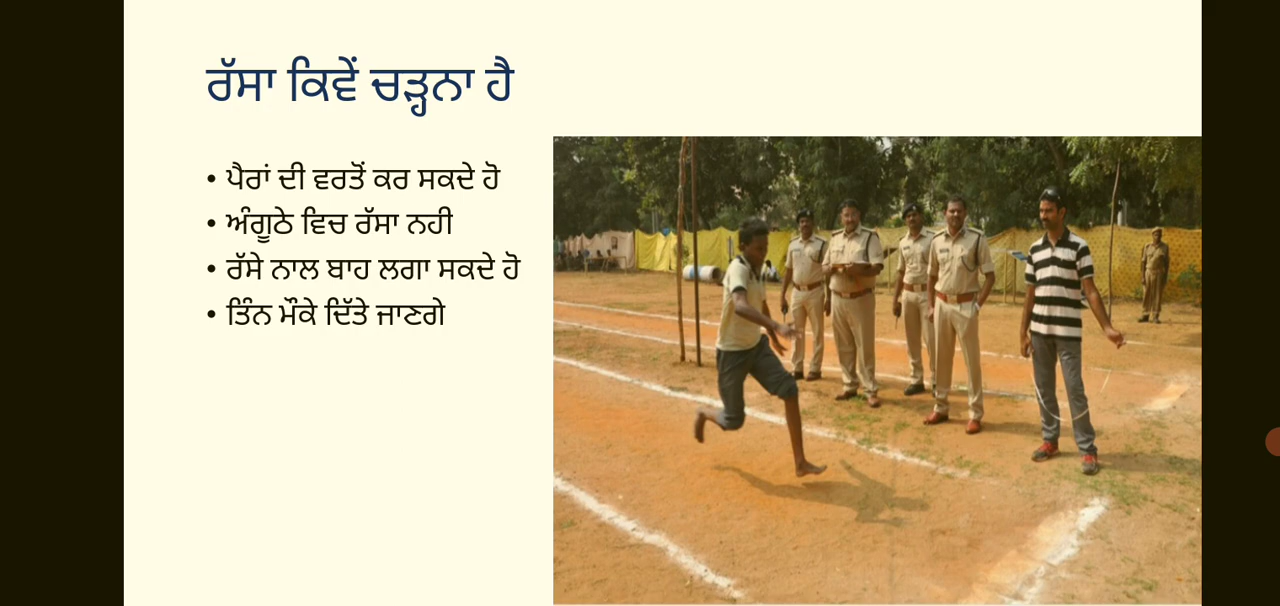 ਰੱਸਾ ਕਿਵੇਂ ਚੜ੍ਹਨਾ ਹੈ
• ਪੈਰਾਂ ਦੀ ਵਰਤੋਂ ਕਰ ਸਕਦੇ ਹੋ
• ਅੰਗੂਠੇ ਵਿਚ ਰੱਸਾ ਨਹੀ
• ਰੱਸੇ ਨਾਲ ਬਾਹ ਲਗਾ ਸਕਦੇ ਹੋ
• ਤਿੰਨ ਮੌਕੇ ਦਿੱਤੇ ਜਾਣਗੇ